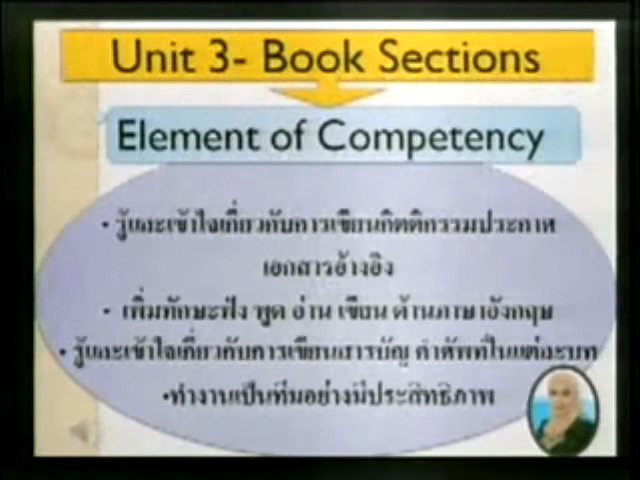 Unit 3- Book Sections
Element of Competency
• รู้และเข้าใจเกี่ยวกับการเขียนกิตติกรรมประกาศ
เอกสารอ้างอิง
• เพิ่มทักษะฟัง พูด อ่าน เขียน ด้านภาษาอังกฤษ
• รู้และเข้าใจเกี่ยวกับการเขียนสารบัญ คำศัพท์ในแต่ละบท
•ทำงานเป็นทีมอย่างมีประสิทธิภาพ